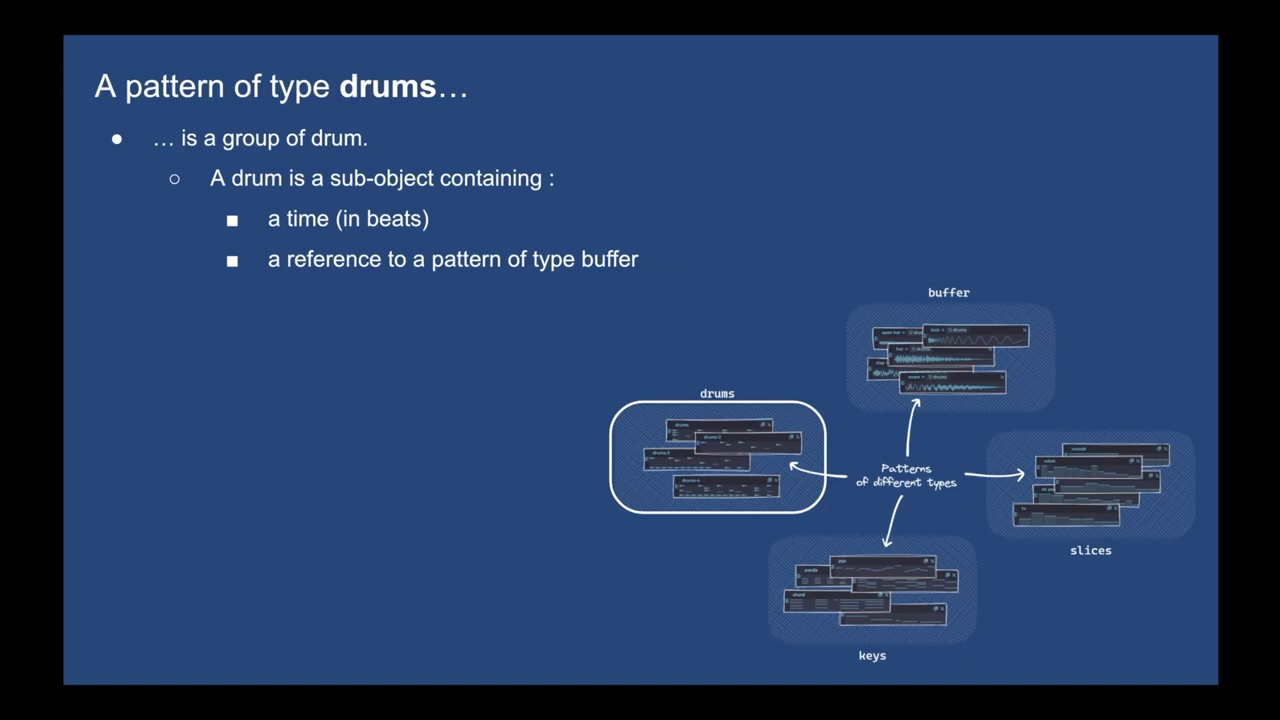 A pattern of type drums…
● … is a group of drum.
○ A drum is a sub-object containing :
■ a time (in beats)
■ a reference to a pattern of type buffer
buffer
drums
Patterns
of different types
slices
keys